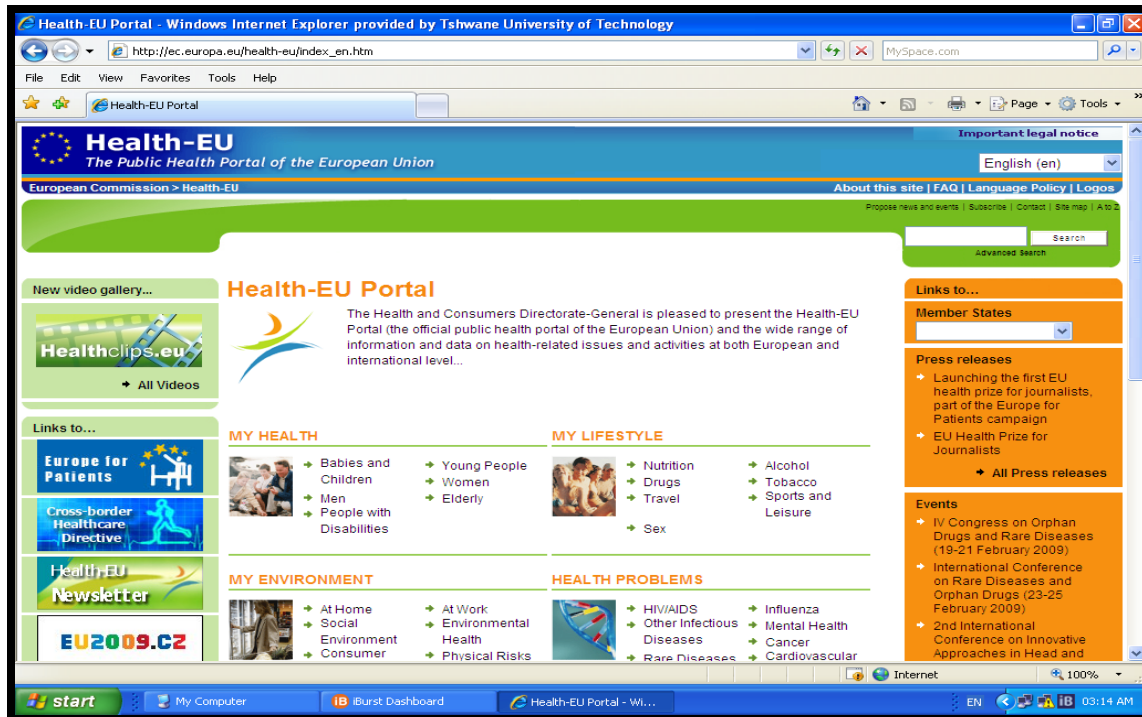 Health-EU Portal - Windows Internet Explorer provided by Tshwane University of Technology
http://ec.europa.eu/health-eu/index_en.htm
MySpace.com
File Edit View Favorites Tools Help
Health-EU Portal
Page Tools
Health-EU
The Public Health Portal of the European Union
Important legal notice
English (en)
European Commission > Health-EU
About this site | FAQ | Language Policy | Logos
Propose news and events | Subscribe | Contact | Site map | A to Z
Search
Advanced Search
New video gallery...
Healthclips.eu
All Videos
Links to...
Europe for
Patients
Cross-border
Healthcare
Directive
Health-EU
Newsletter
EU2009.CZ
Health-EU Portal
The Health and Consumers Directorate-General is pleased to present the Health-EU
Portal (the official public health portal of the European Union) and the wide range of
information and data on health-related issues and activities at both European and
international level...
MY HEALTH
Babies and
Children
Men
People with
Disabilities
Young People
Women
Elderly
MY LIFESTYLE
Nutrition
Drugs
Travel
Sex
Alcohol
Tobacco
Sports and
Leisure
MY ENVIRONMENT
At Home
Social
Environment
Consumer
At Work
Environmental
Health
Physical Risks
HEALTH PROBLEMS
HIV/AIDS
Other Infectious
Diseases
Rare Diseases
Influenza
Mental Health
Cancer
Cardiovascular
Links to...
Member States
Press releases
Launching the first EU
health prize for journalists,
part of the Europe for
Patients campaign
EU Health Prize for
Journalists
All Press releases
Events
IV Congress on Orphan
Drugs and Rare Diseases
(19-21 February 2009)
International Conference
on Rare Diseases and
Orphan Drugs (23-25
February 2009)
2nd International
Conference on Innovative
Approaches in Head and
Internet
100%
start
My Computer
iB iBurst Dashboard
Health-EU Portal - Wi...
EN
iB
03:14 AM